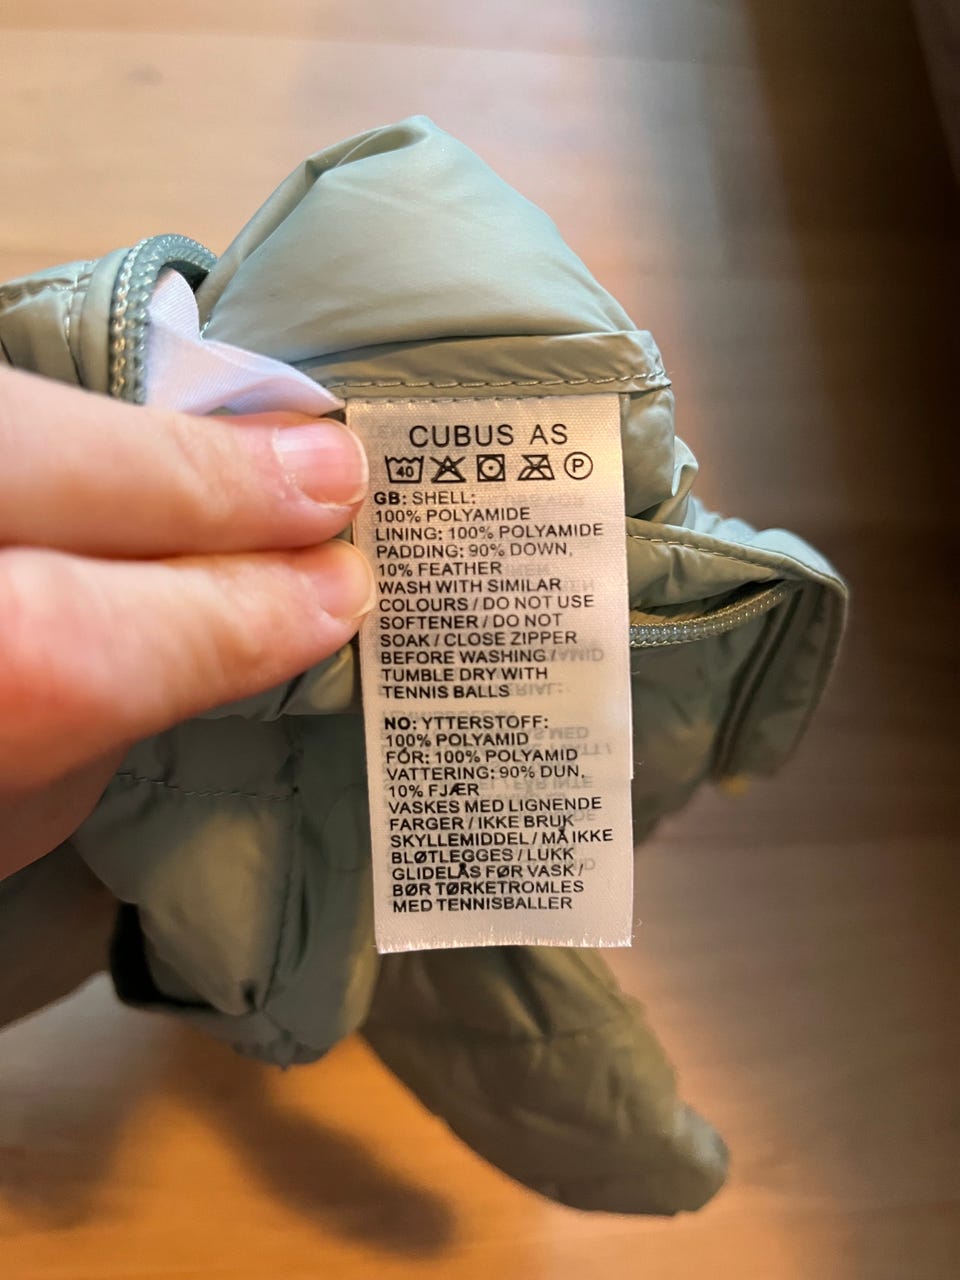 CUBUS AS
40 P
GB: SHELL:
100% POLYAMIDE
LINING: 100% POLYAMIDE
PADDING: 90% DOWN,
10% FEATHER
WASH WITH SIMILAR
COLOURS / DO NOT USE
SOFTENER / DO NOT
SOAK / CLOSE ZIPPER
BEFORE WASHING /
TUMBLE DRY WITH
TENNIS BALLS
NO: YTTERSTOFF:
100% POLYAMID
FÓR: 100% POLYAMID
VATTERING: 90% DUN,
10% FJÆR
VASKES MED LIGNENDE
FARGER / IKKE BRUK
SKYLLEMIDDEL / MÅ IKKE
BLØTLEGGES / LUKK
GLIDELÅS FØR VASK /
BØR TØRKETROMLES
MED TENNISBALLER